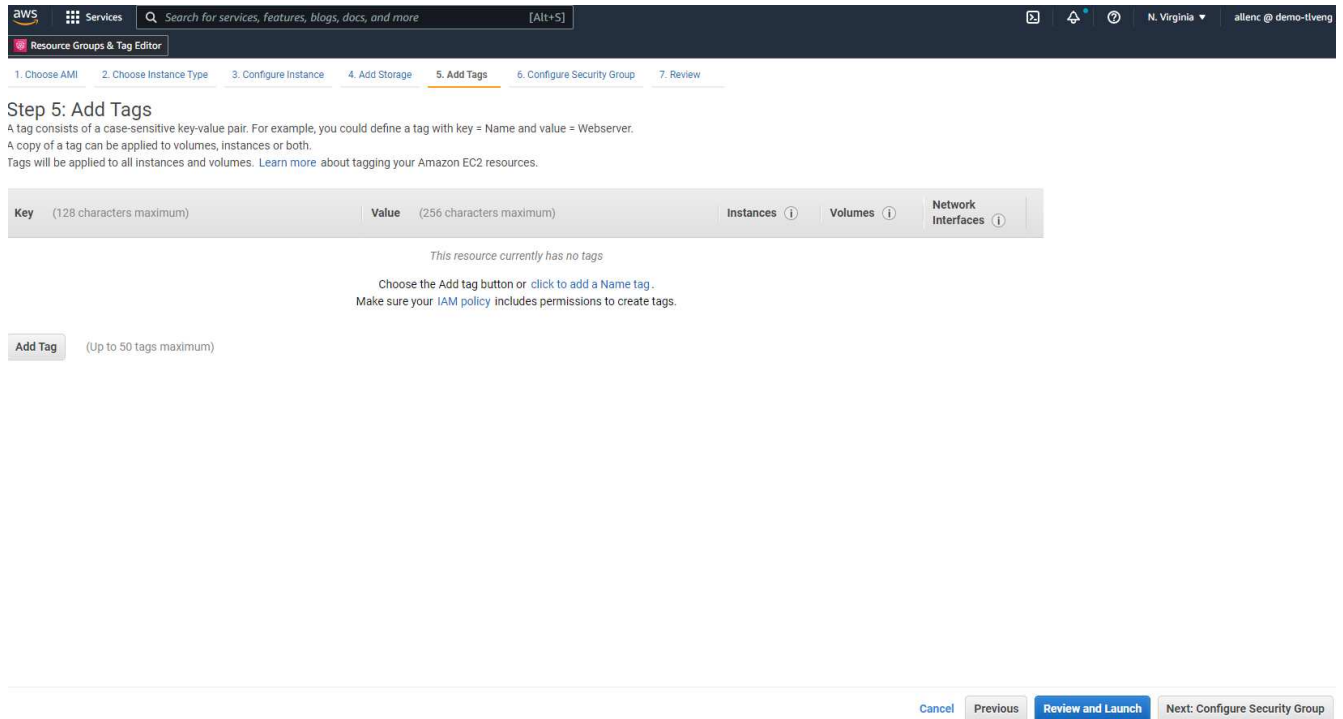 aws Services Search for services, features, blogs, docs, and more [Alt+S] N. Virginia ▼ allenc @ demo-tlveng
Resource Groups & Tag Editor
1. Choose AMI 2. Choose Instance Type 3. Configure Instance 4. Add Storage 5. Add Tags 6. Configure Security Group 7. Review
Step 5: Add Tags
A tag consists of a case-sensitive key-value pair. For example, you could define a tag with key = Name and value = Webserver.
A copy of a tag can be applied to volumes, instances or both.
Tags will be applied to all instances and volumes. Learn more about tagging your Amazon EC2 resources.
Key (128 characters maximum) Value (256 characters maximum) Instances Volumes Network
Interfaces
This resource currently has no tags
Choose the Add tag button or click to add a Name tag.
Make sure your IAM policy includes permissions to create tags.
Add Tag (Up to 50 tags maximum)
Cancel Previous Review and Launch Next: Configure Security Group